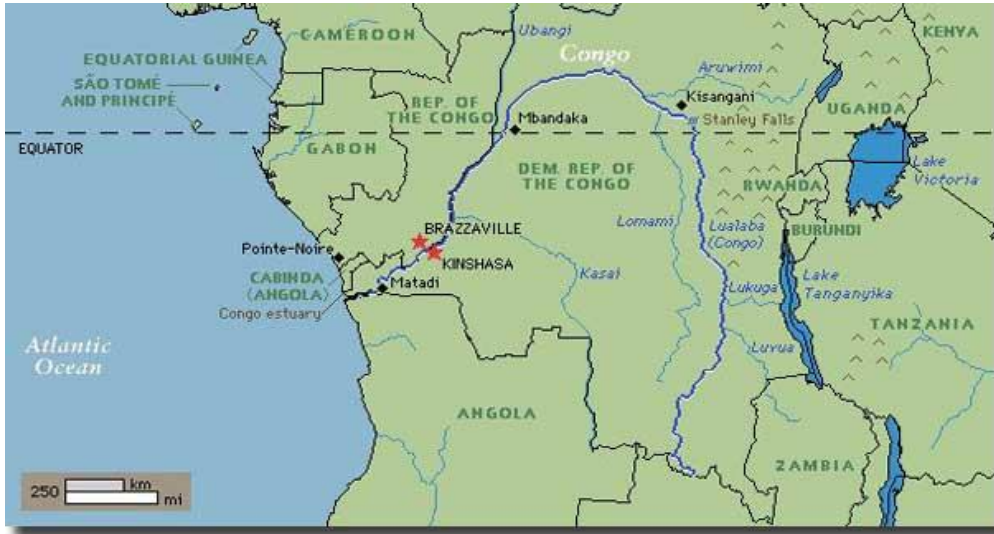 CAMEROON
Ubangi
Congo
KENYA
EQUATORIAL GUINEA
Aruwimi
SÃO TOMÉ
AND PRINCIPÉ
REP. OF
THE CONGO
Kisangani
UGANDA
Mbandaka
Stanley Falls
EQUATOR
GABON
DEM. REP. OF
THE CONGO
Lake
Victoria
RWANDA
Lomami
Lualaba
(Congo)
BURUNDI
BRAZZAVILLE
Pointe-Noire
KINSHASA
Kasai
CABINDA
(ANGOLA)
Matadi
Lukuga
Lake
Tanganyika
Congo estuary
TANZANIA
Atlantic
Ocean
Luvua
ANGOLA
ZAMBIA
250 km
mi